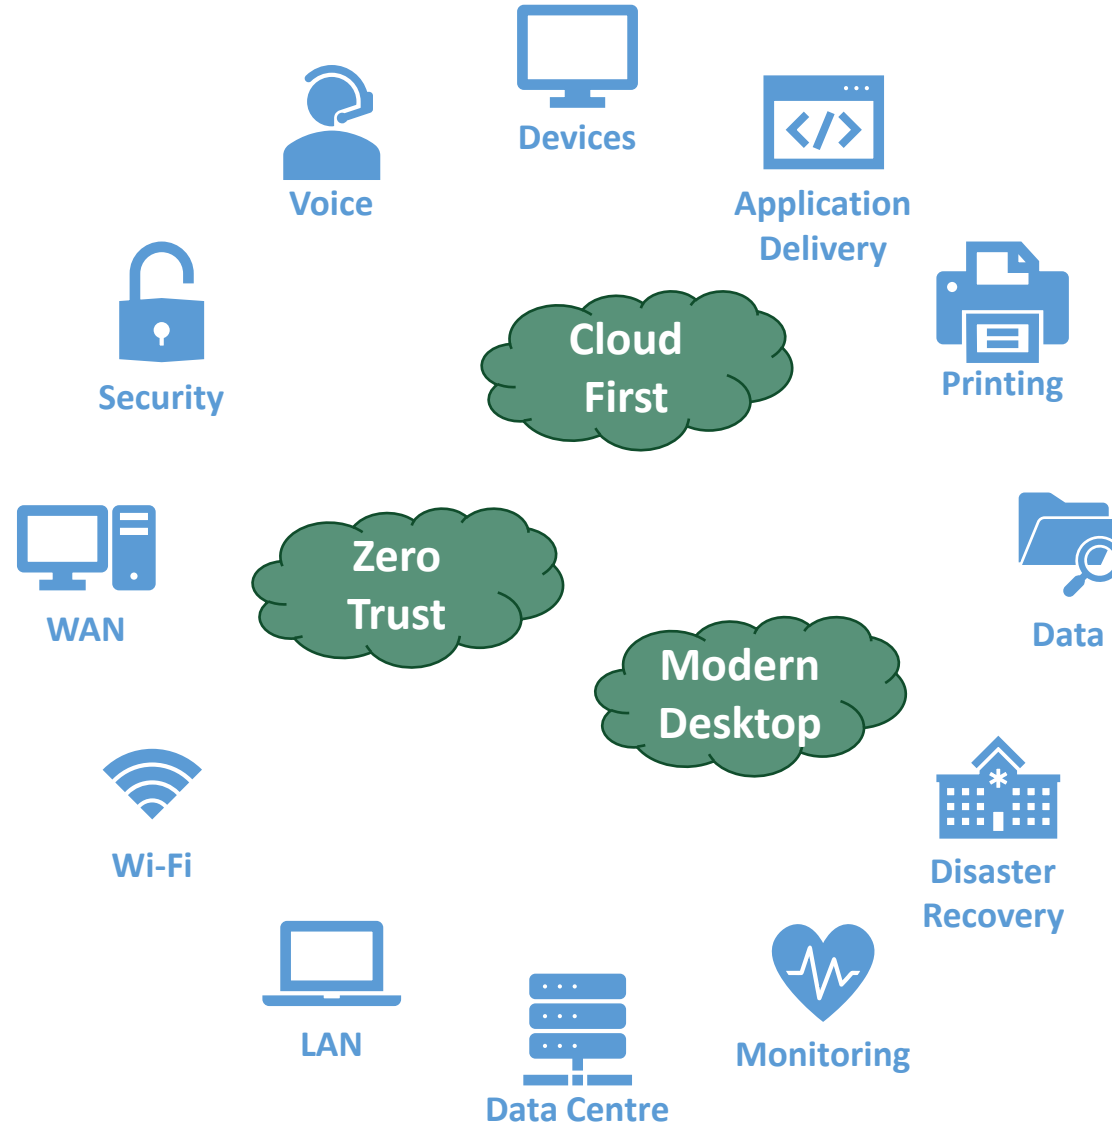 Devices
Voice
Application
Delivery
Cloud
First
Printing
Security
Zero
Trust
WAN
Data
Modern
Desktop
Wi-Fi
Disaster
Recovery
LAN
Monitoring
Data Centre